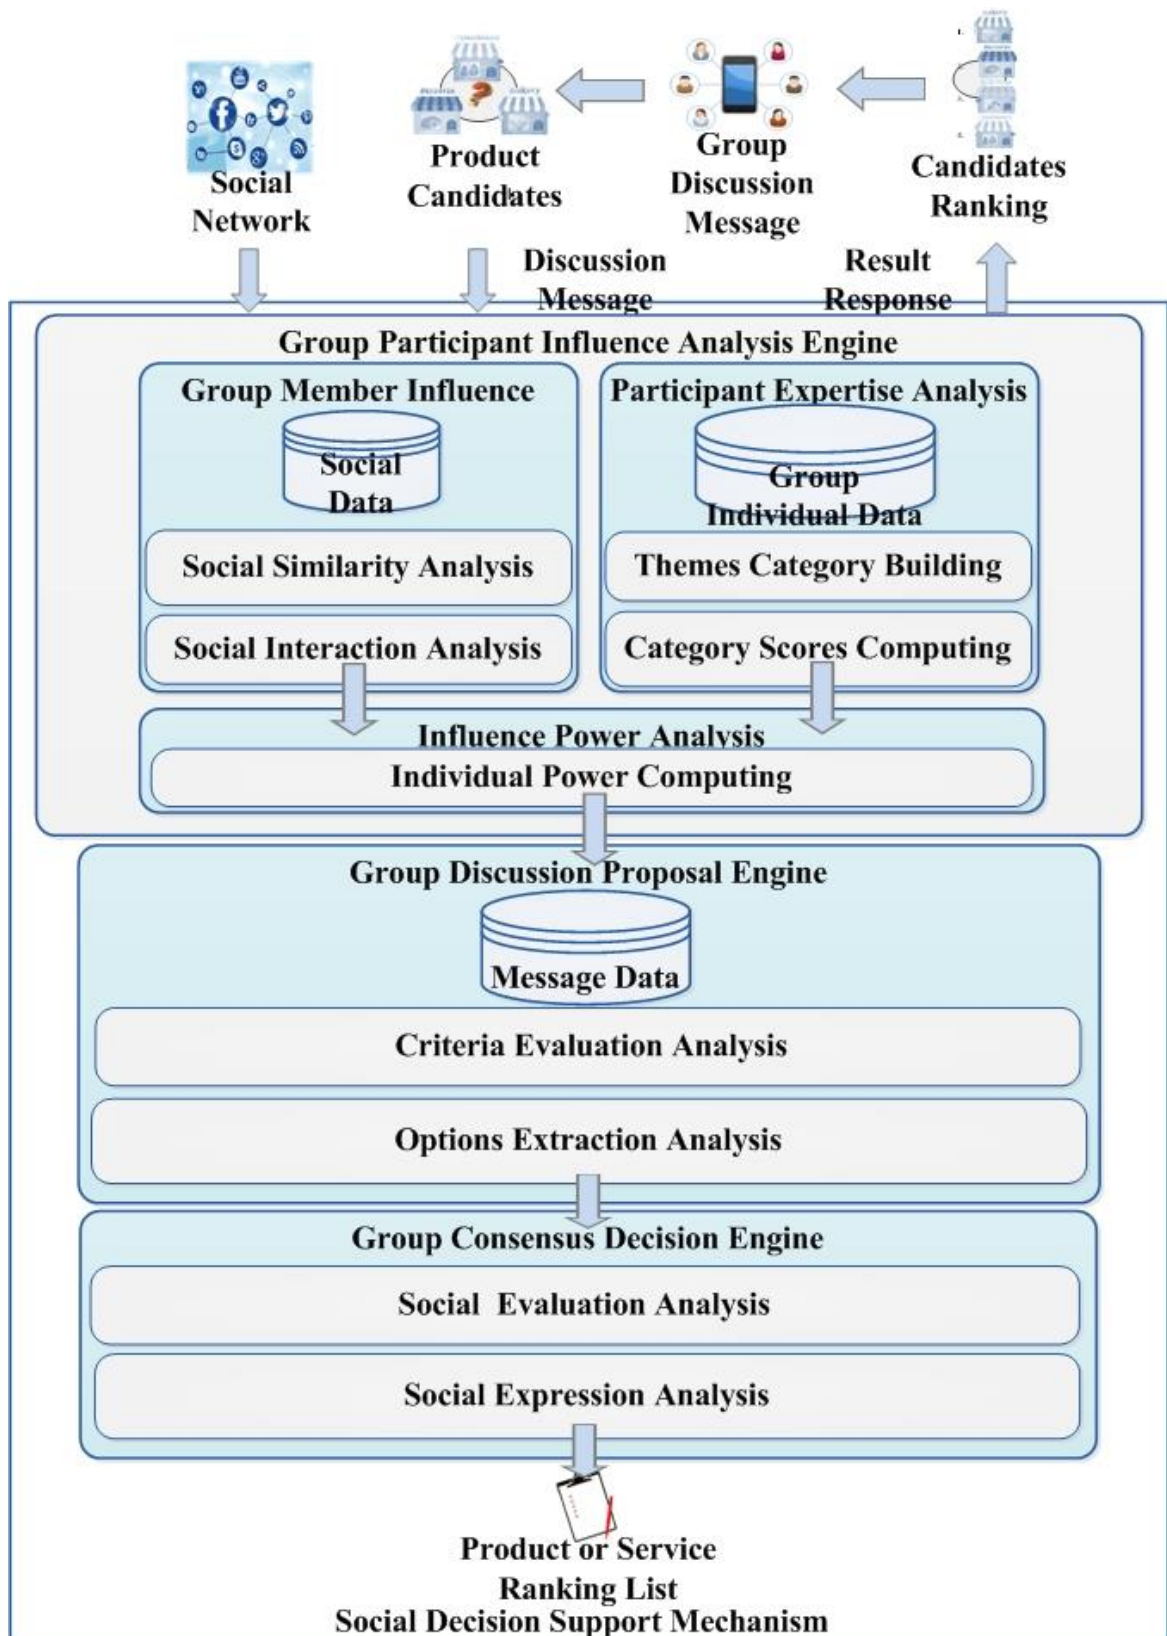 Social
Network
Product
Candidates
Group
Discussion
Message
Candidates
Ranking
Discussion
Message
Result
Response
Group Participant Influence Analysis Engine
Group Member Influence
Social
Data
Social Similarity Analysis
Social Interaction Analysis
Participant Expertise Analysis
Group
Individual Data
Themes Category Building
Category Scores Computing
Influence Power Analysis
Individual Power Computing
Group Discussion Proposal Engine
Message Data
Criteria Evaluation Analysis
Options Extraction Analysis
Group Consensus Decision Engine
Social Evaluation Analysis
Social Expression Analysis
Product or Service
Ranking List
Social Decision Support Mechanism